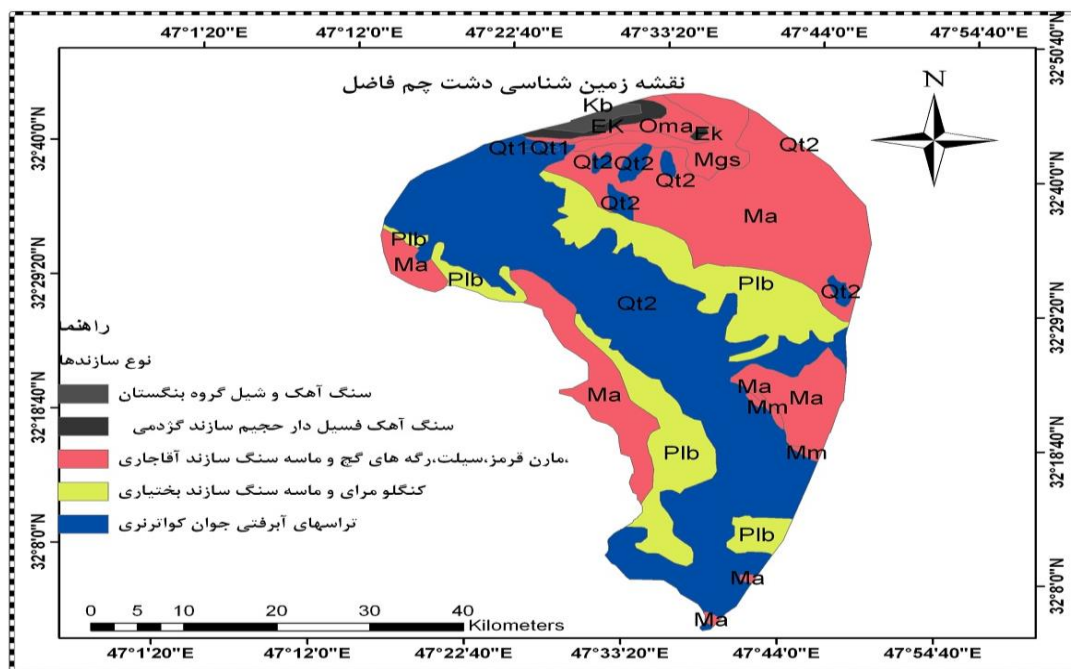 47°1'20"E 47°12'0"E 47°22'40"E 47°33'20"E 47°44'0"E 47°54'40"E
نقشه زمین شناسی دشت چم فاضل
N
32°50'40"N
32°40'0"N
32°40'0"N
32°29'20"N
32°29'20"N
32°18'40"N
32°18'40"N
32°8'0"N
32°8'0"N
Kb
EK Oma Ek Qt2
Qt1 Qt1
Qt2 Qt2 Mgs
Qt2
Qt2 Ma
Plb
Ma
Plb Plb
Qt2 Qt2
Ma Ma Ma
Mm
Plb Mm
Plb
Ma
Ma
راهنما
نوع سازندها
سنگ آهک و شیل گروه بنگستان
سنگ آهک فسیل دار حجیم سازند گژدمی
،مارن قرمز،سیلت،رگه های گچ و ماسه سنگ سازند آقاجاری
کنگلو مرای و ماسه سنگ سازند بختیاری
تراسهای آبرفتی جوان کواترنری
0 5 10 20 30 40
Kilometers
47°1'20"E 47°12'0"E 47°22'40"E 47°33'20"E 47°44'0"E 47°54'40"E